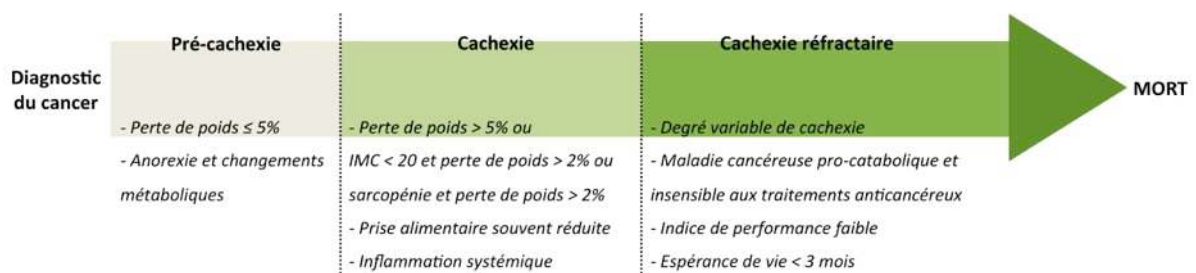 Diagnostic
du cancer
Pré-cachexie
- Perte de poids ≤ 5%
- Anorexie et changements
métaboliques
Cachexie
- Perte de poids > 5% ou
IMC < 20 et perte de poids > 2% ou
sarcopénie et perte de poids > 2%
- Prise alimentaire souvent réduite
- Inflammation systémique
Cachexie réfractaire
- Degré variable de cachexie
- Maladie cancéreuse pro-catabolique et
insensible aux traitements anticancéreux
- Indice de performance faible
- Espérance de vie < 3 mois
MORT